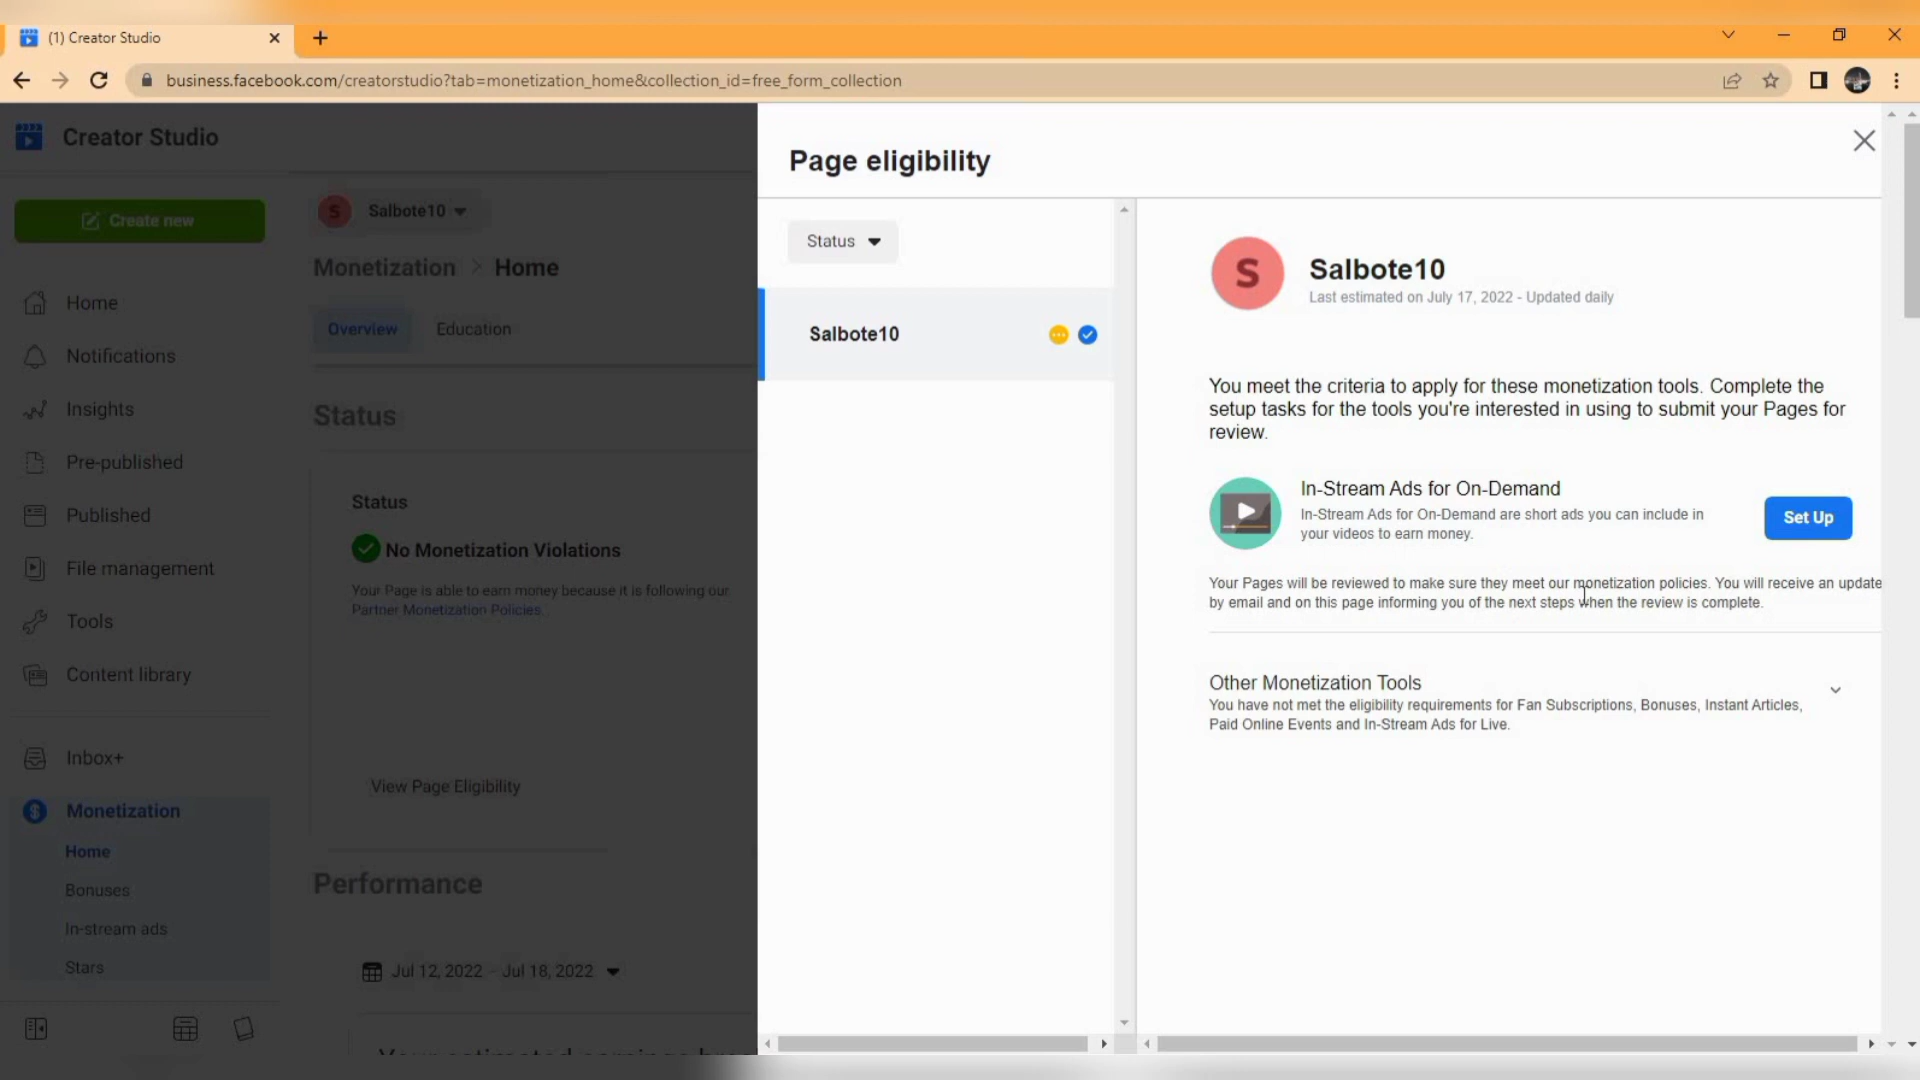 (1) Creator Studio
business.facebook.com/creatorstudio?tab=monetization_home&collection_id=free_form_collection
Creator Studio
Create new
Home
Notifications
Insights
Pre-published
Published
File management
Tools
Content library
Inbox+
Monetization
Home
Bonuses
In-stream ads
Stars
S Salbote10
Monetization > Home
Overview Education
Status
Status
No Monetization Violations
Your Page is able to earn money because it is following our
Partner Monetization Policies.
View Page Eligibility
Performance
Jul 12, 2022 – Jul 18, 2022
Page eligibility
Status
Salbote10
S
Salbote10
Last estimated on July 17, 2022 - Updated daily
You meet the criteria to apply for these monetization tools. Complete the
setup tasks for the tools you're interested in using to submit your Pages for
review.
In-Stream Ads for On-Demand
In-Stream Ads for On-Demand are short ads you can include in
your videos to earn money.
Set Up
Your Pages will be reviewed to make sure they meet our monetization policies. You will receive an update
by email and on this page informing you of the next steps when the review is complete.
Other Monetization Tools
You have not met the eligibility requirements for Fan Subscriptions, Bonuses, Instant Articles,
Paid Online Events and In-Stream Ads for Live.